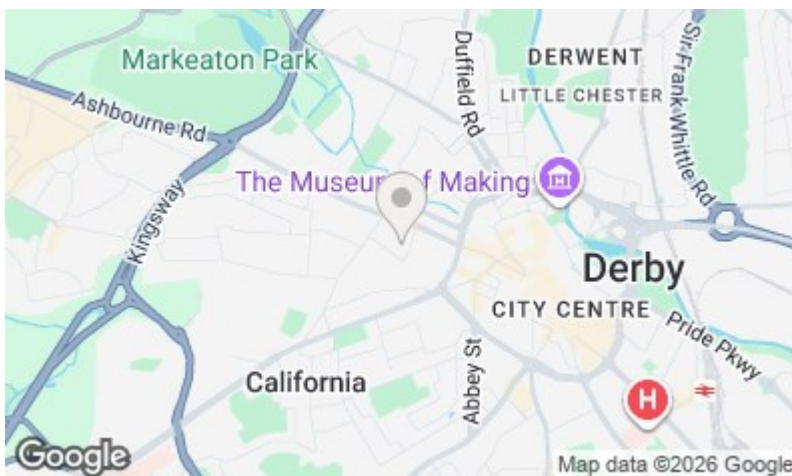 Markeaton Park
Ashbourne Rd
Kingsway
Duffield Rd
DERWENT
LITTLE CHESTER
Sir Frank Whittle Rd
The Museum of Making
Derby
CITY CENTRE
Pride Pkwy
Abbey St
California
H
Google
Map data ©2026 Google